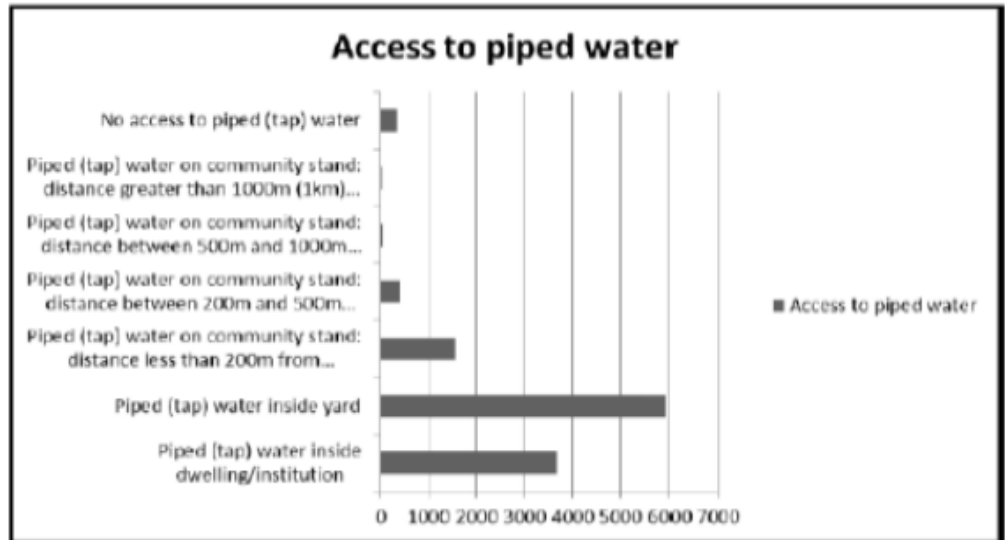 Access to piped water
No access to piped (tap) water
Piped (tap] water on community stand:
distance greater than 1000m (1km)...
Piped (tap] water on community stand:
distance between 500m and 1000m...
Piped (tap] water on community stand:
distance between 200m and 500m...
Piped (tap] water on community stand:
distance less than 200m from...
Piped (tap) water inside yard
Piped [tap) water inside
dwelling/institution
0 1000 2000 3000 4000 5000 6000 7000
Access to piped water